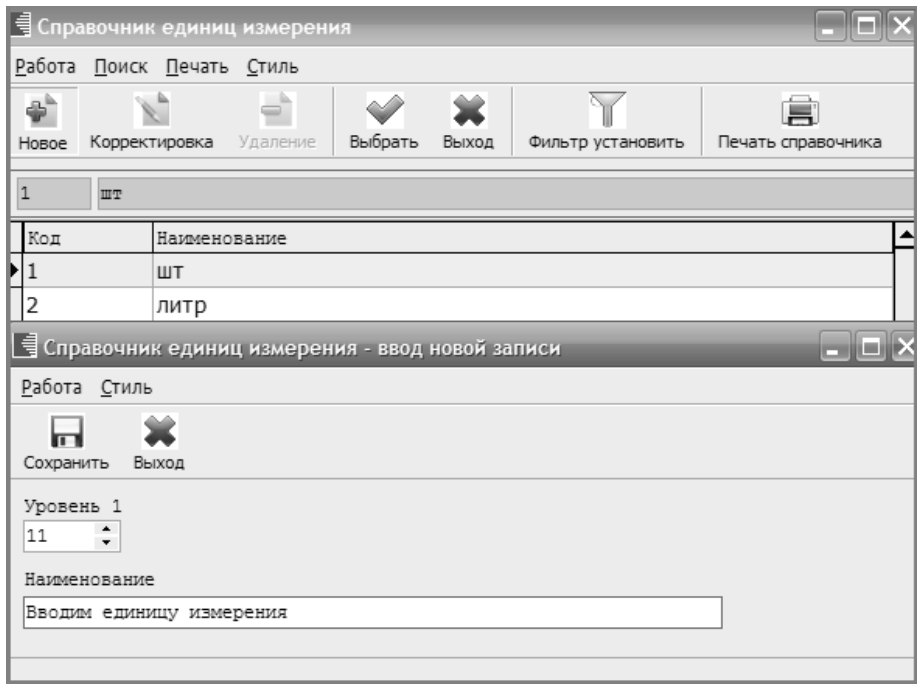 Справочник единиц измерения
Работа Поиск Печать Стиль
Новое Корректировка Удаление Выбрать Выход Фильтр установить Печать справочника
1 шт
Код Наименование
1 шт
2 литр
Справочник единиц измерения - ввод новой записи
Работа Стиль
Сохранить Выход
Уровень 1
11
Наименование
Вводим единицу измерения